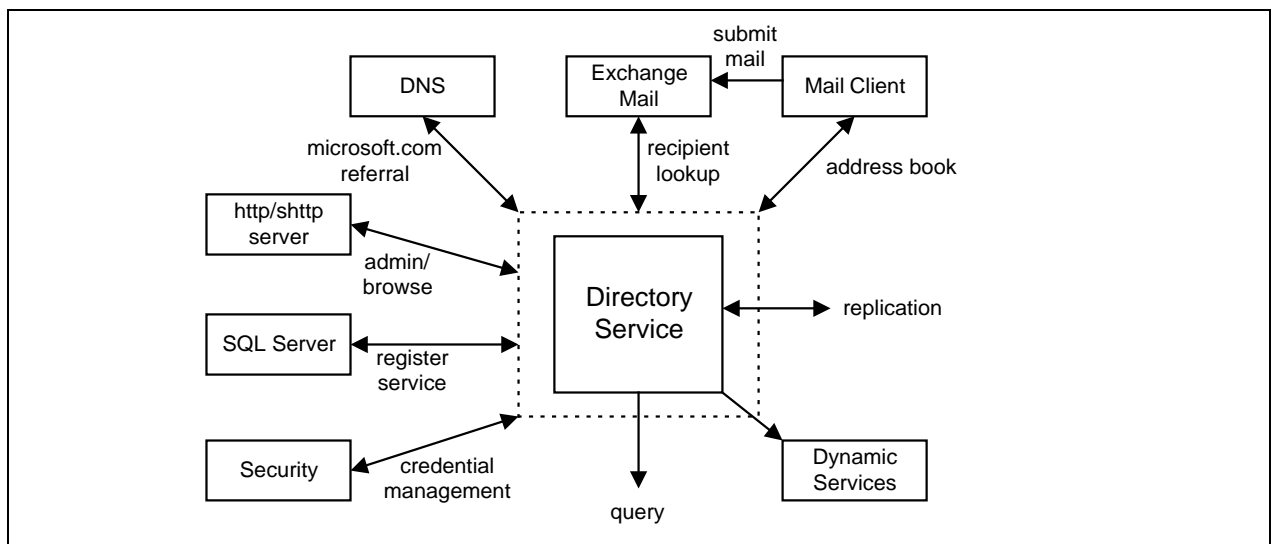 submit
mail
DNS
Exchange
Mail
Mail Client
microsoft.com
referral
recipient
lookup
address book
http/shttp
server
admin/
browse
Directory
Service
replication
SQL Server
register
service
Security
credential
management
Dynamic
Services
query